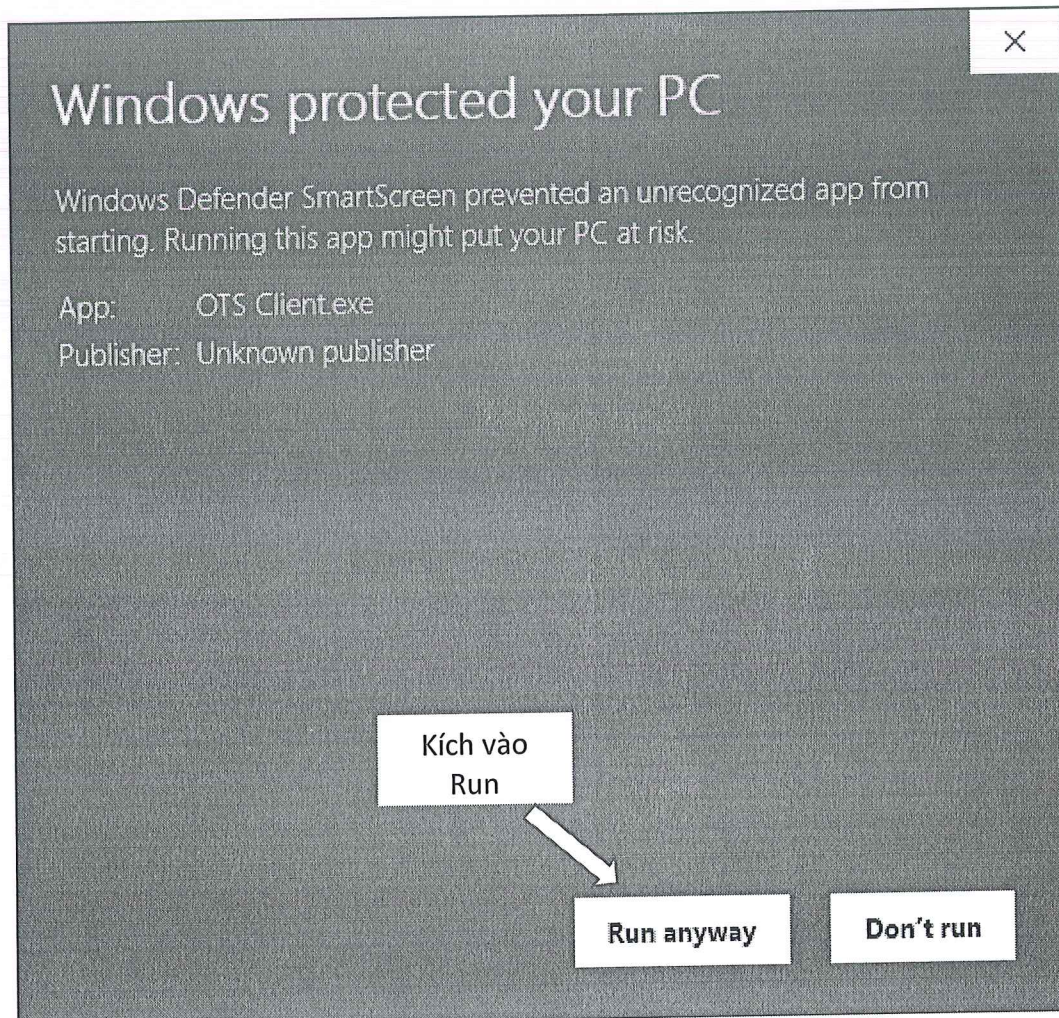 Windows protected your PC
Windows Defender SmartScreen prevented an unrecognized app from
starting. Running this app might put your PC at risk.
App: OTS Client.exe
Publisher: Unknown publisher
Kích vào
Run
Run anyway
Don't run